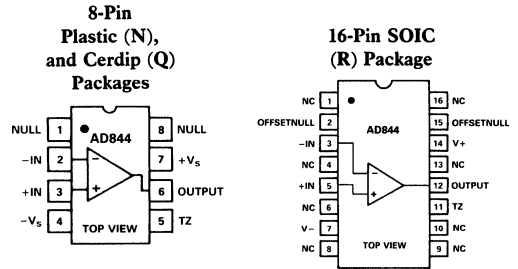 8-Pin
Plastic (N),
and Cerdip (Q)
Packages
NULL 1 8 NULL
AD844
−IN 2 7 +VS
+IN 3 6 OUTPUT
−VS 4 5 TZ
TOP VIEW
16-Pin SOIC
(R) Package
NC 1 16 NC
OFFSETNULL 2 15 OFFSETNULL
AD844
−IN 3 14 V+
NC 4 13 NC
+IN 5 12 OUTPUT
NC 6 11 TZ
V− 7 10 NC
TOP VIEW
NC 8 9 NC